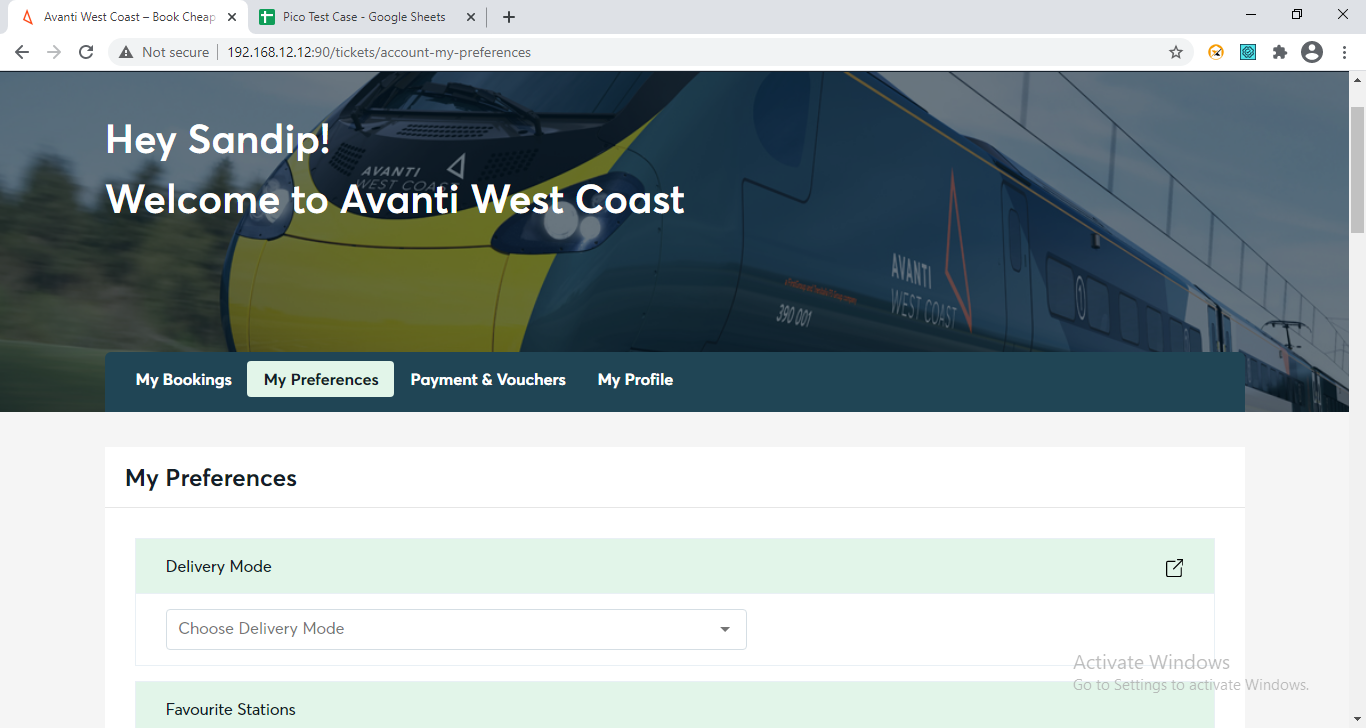 Avanti West Coast – Book Cheap
Pico Test Case - Google Sheets
Not secure
192.168.12.12:90/tickets/account-my-preferences
Hey Sandip!
Welcome to Avanti West Coast
AVANTI
WEST COAST
AVANTI
WEST COAST
390 001
My Bookings
My Preferences
Payment & Vouchers
My Profile
My Preferences
Delivery Mode
Choose Delivery Mode
Activate Windows
Go to Settings to activate Windows.
Favourite Stations